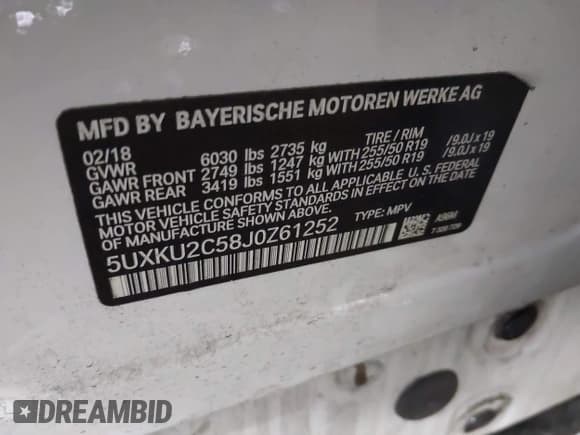 MFD BY BAYERISCHE MOTOREN WERKE AG
02/18 TIRE / RIM
GVWR 6030 lbs 2735 kg
GAWR FRONT 2749 lbs 1247 kg WITH 255/50 R19 / 9.0J x 19
GAWR REAR 3419 lbs 1551 kg WITH 255/50 R19 / 9.0J x 19
THIS VEHICLE CONFORMS TO ALL APPLICABLE U. S. FEDERAL
MOTOR VEHICLE SAFETY STANDARDS IN EFFECT ON THE DATE
OF MANUFACTURE SHOWN ABOVE.
5UXKU2C58J0Z61252 TYPE: MPV
A96M
DREAMBID